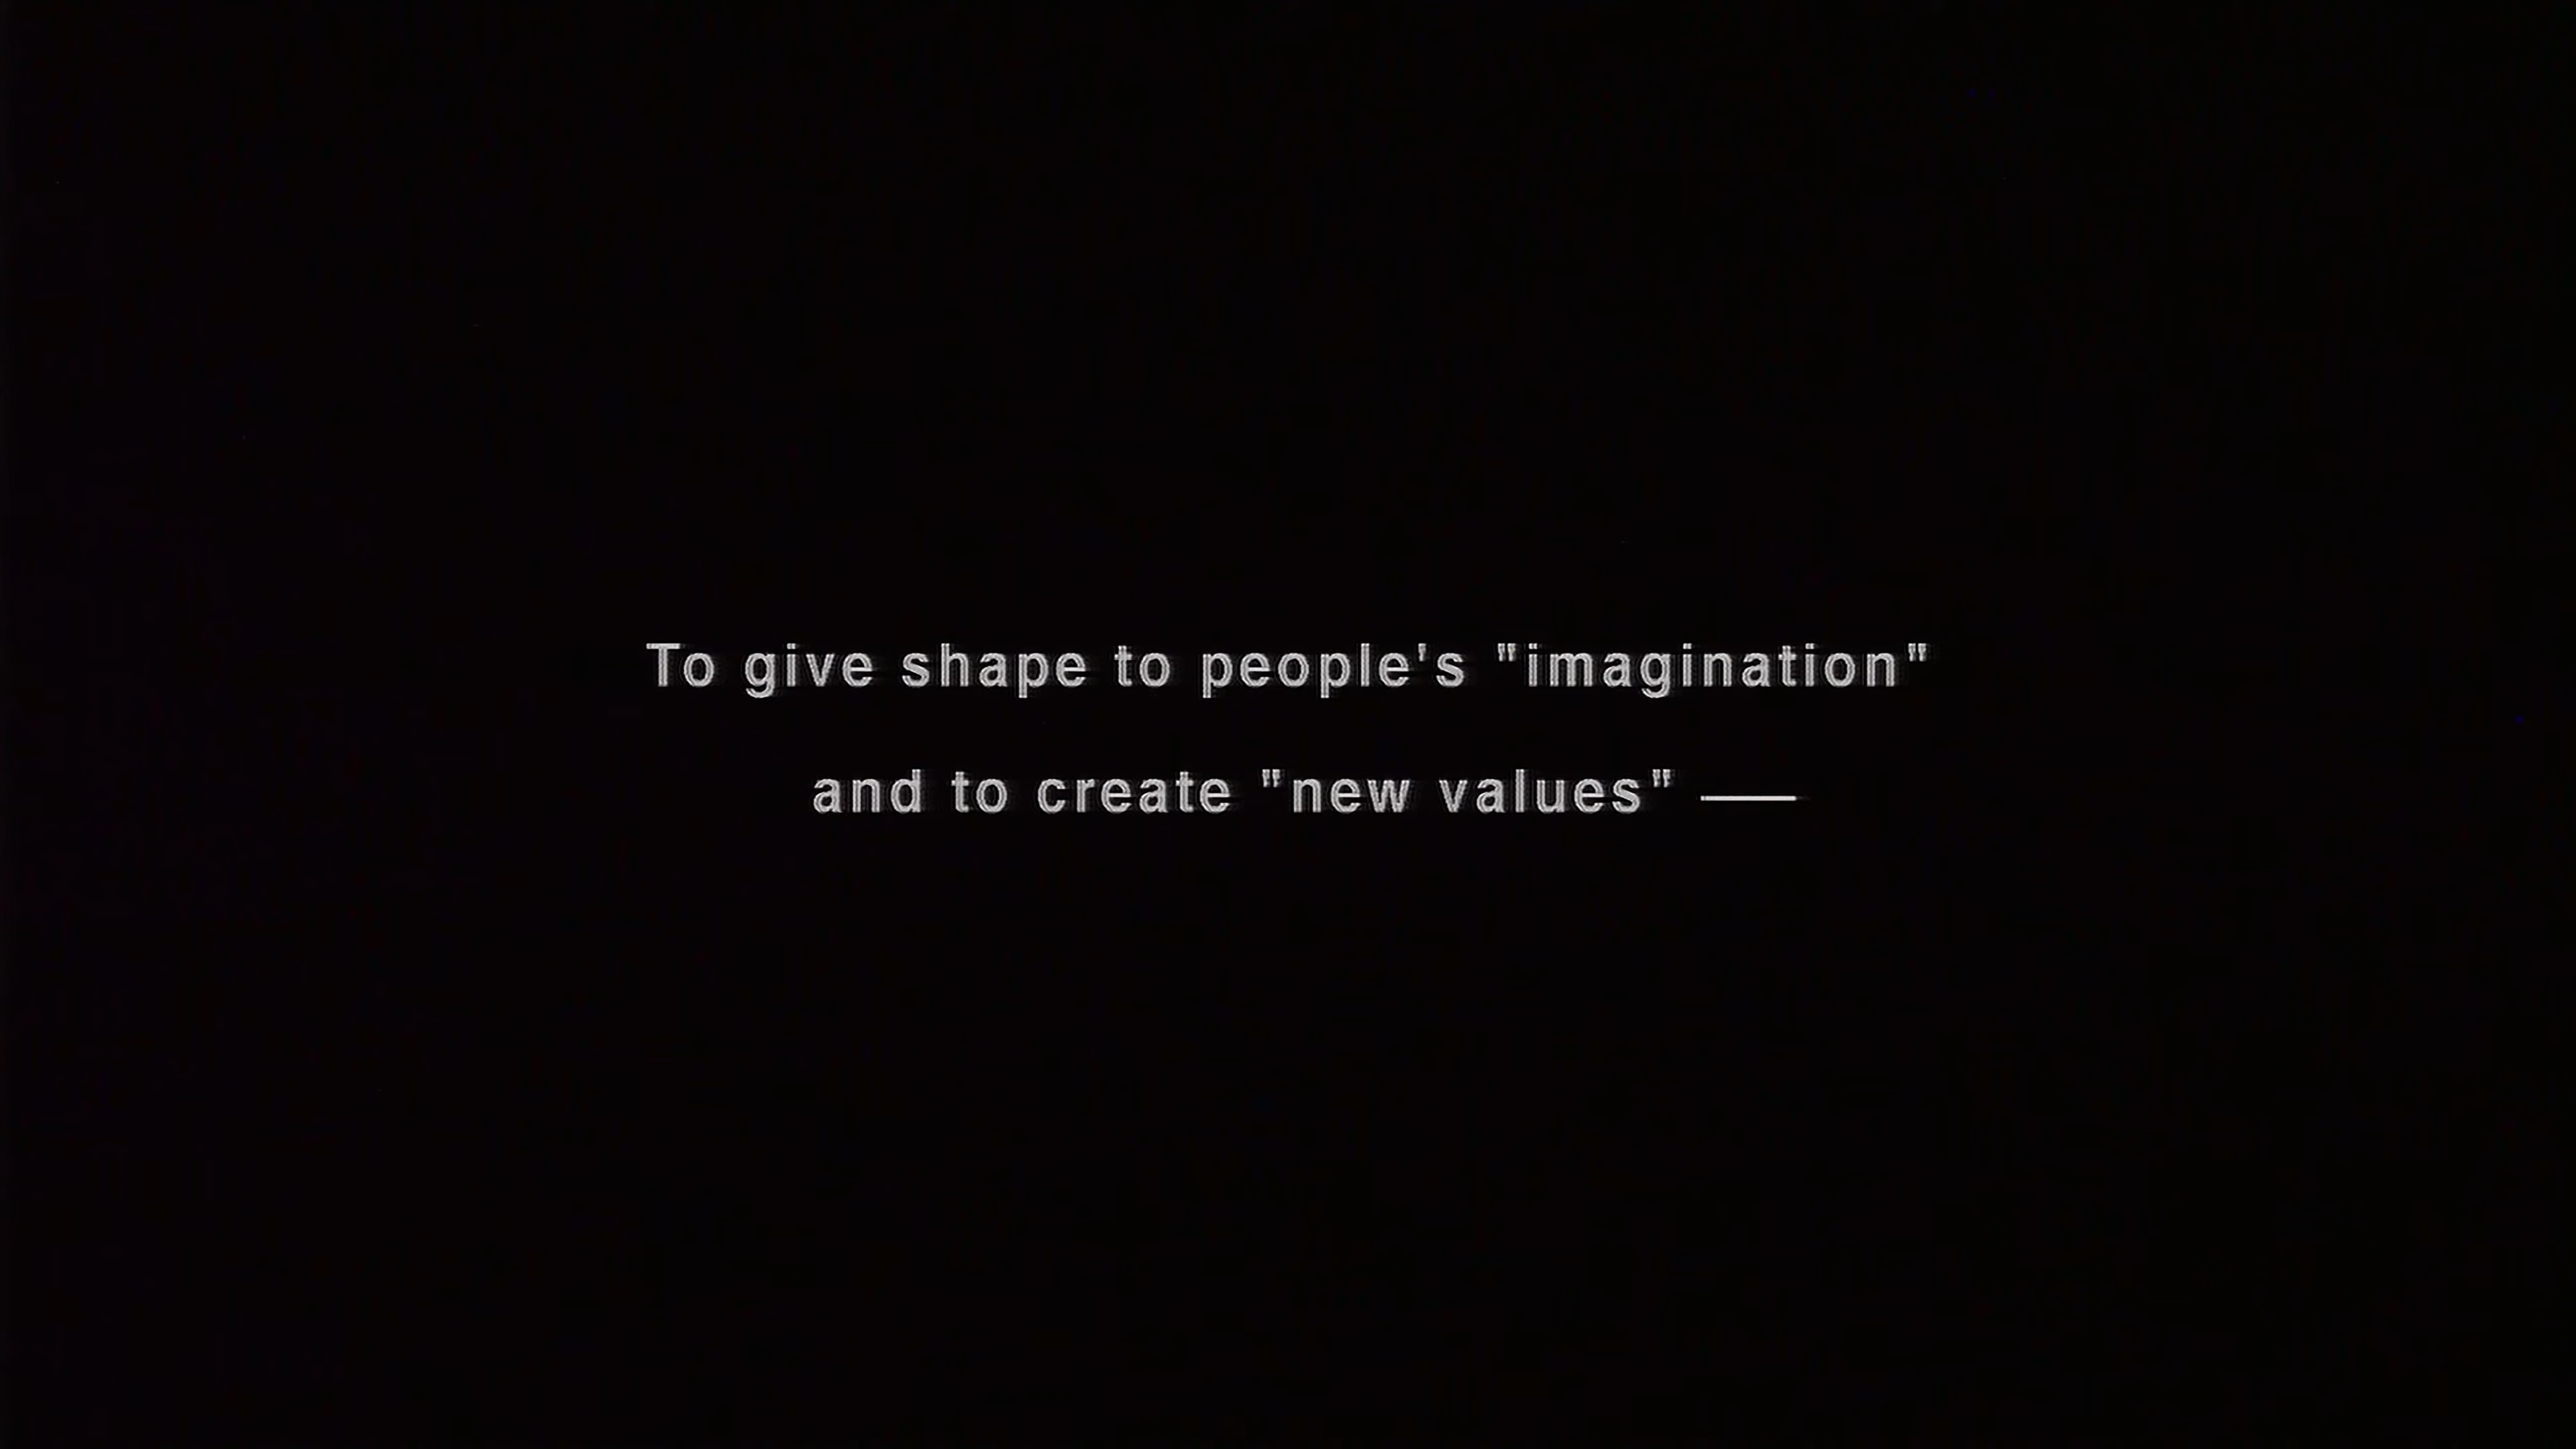 To give shape to people's "imagination"
and to create "new values" ——